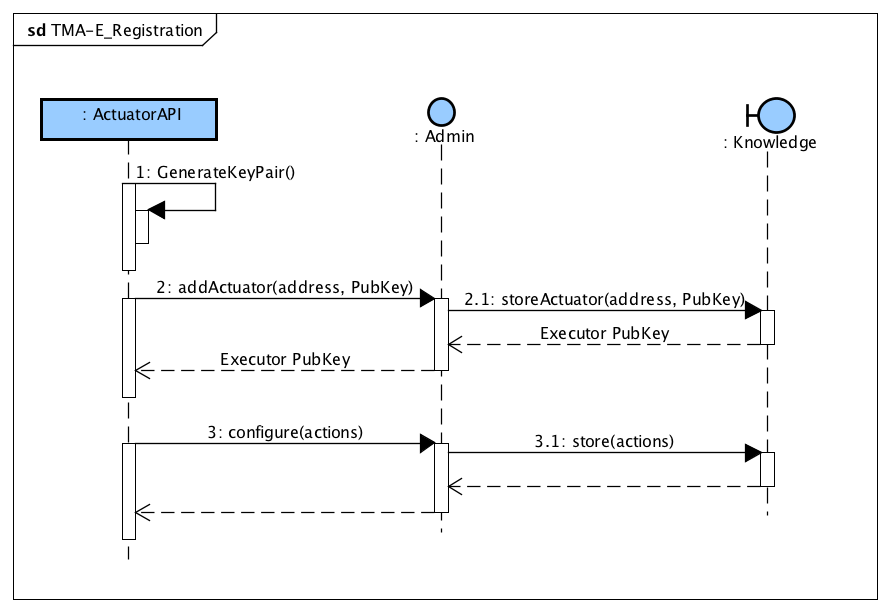 sd TMA-E_Registration
: ActuatorAPI
: Admin
: Knowledge
1: GenerateKeyPair()
2: addActuator(address, PubKey)
2.1: storeActuator(address, PubKey)
Executor PubKey
Executor PubKey
3: configure(actions)
3.1: store(actions)